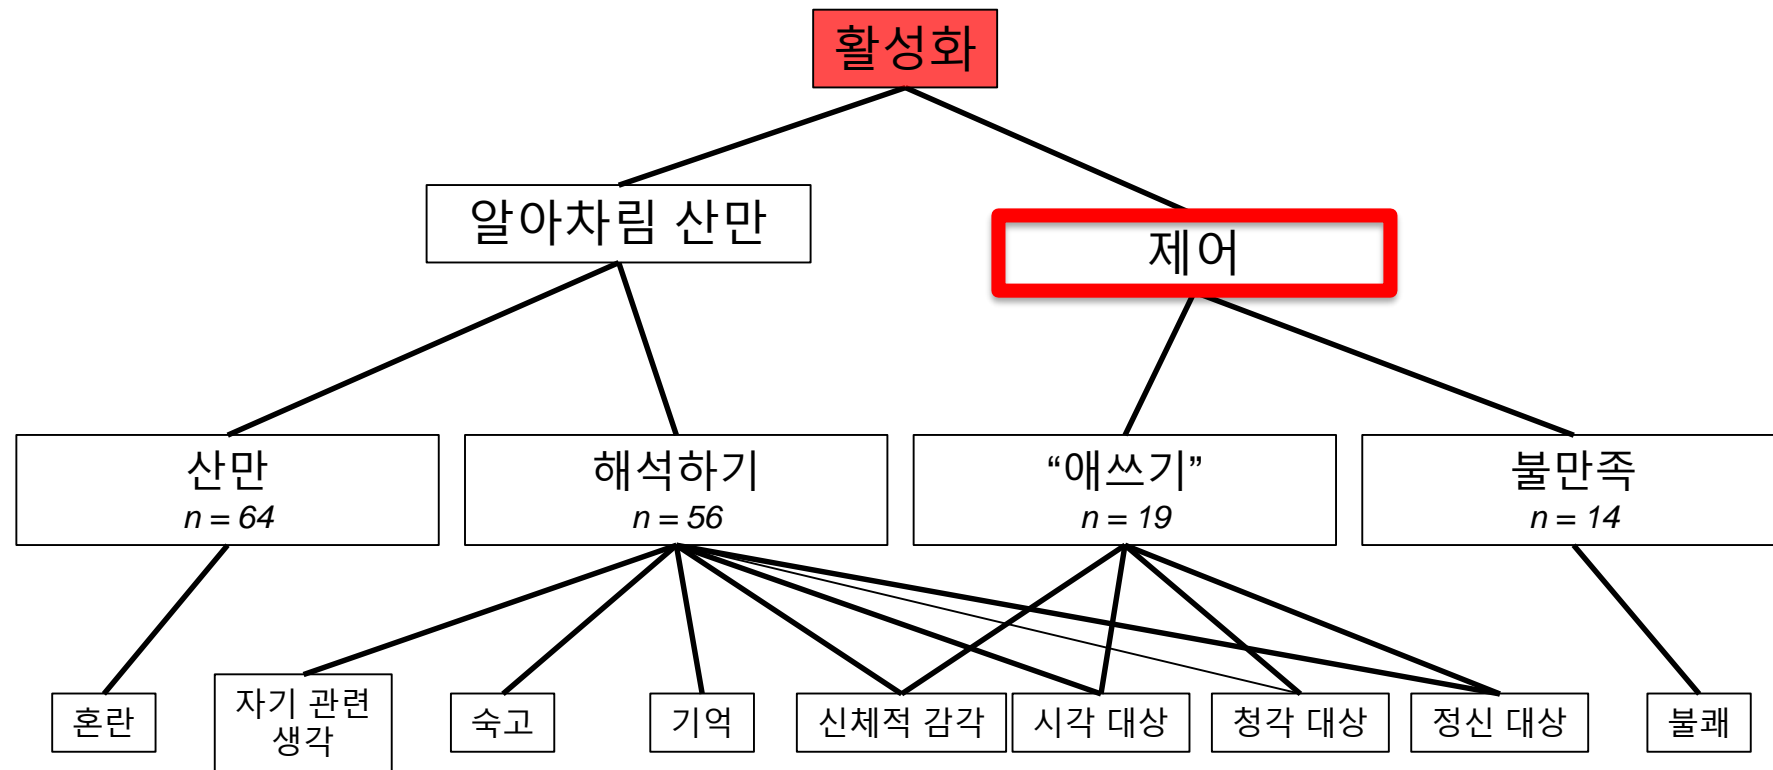 활성화
알아차림 산만
제어
산만
n = 64
해석하기
n = 56
“애쓰기”
n = 19
불만족
n = 14
혼란
자기 관련
생각
숙고
기억
신체적 감각
시각 대상
청각 대상
정신 대상
불쾌